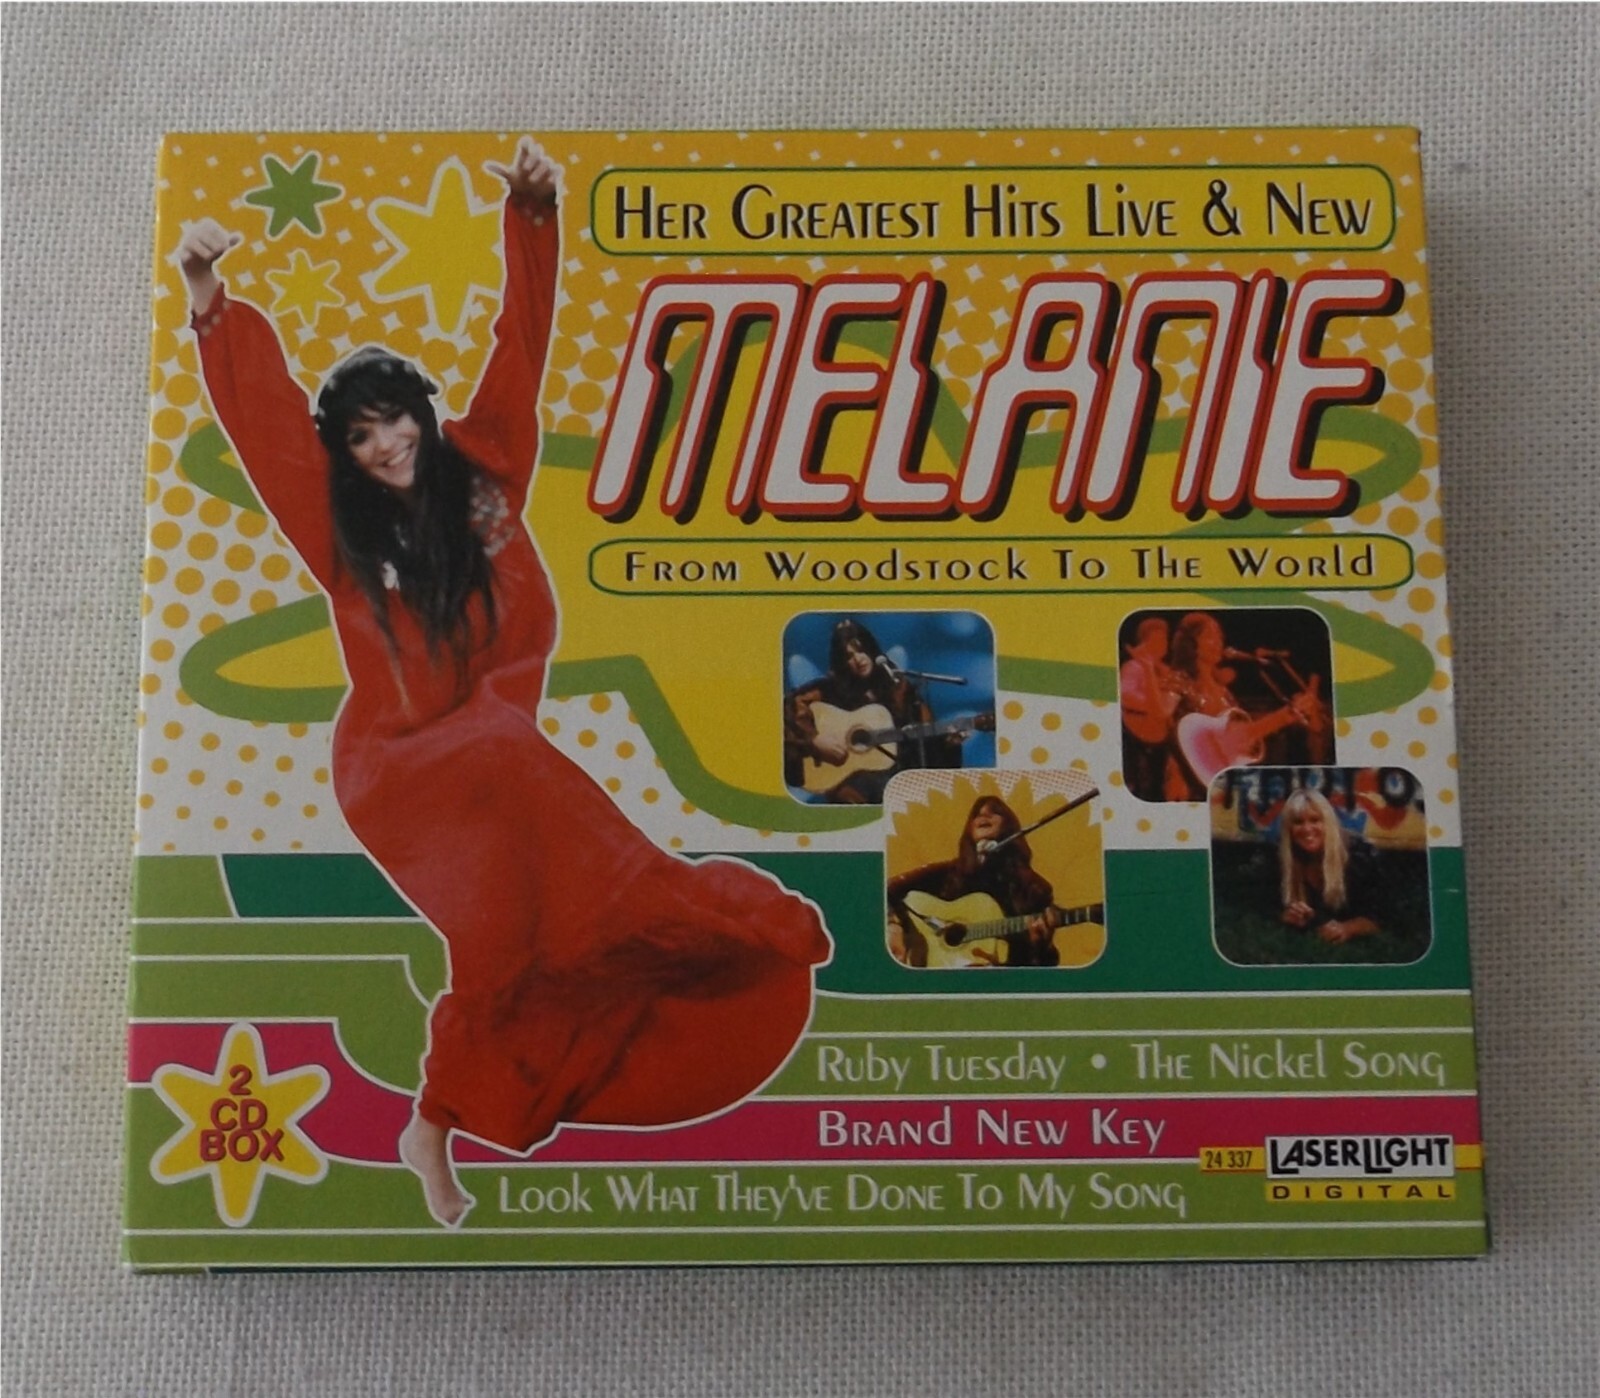 Her Greatest Hits Live & New
MELANIE
From Woodstock To The World
Ruby Tuesday • The Nickel Song
Brand New Key
Look What They've Done To My Song
2
CD
BOX
24 337
LASERLIGHT
DIGITAL